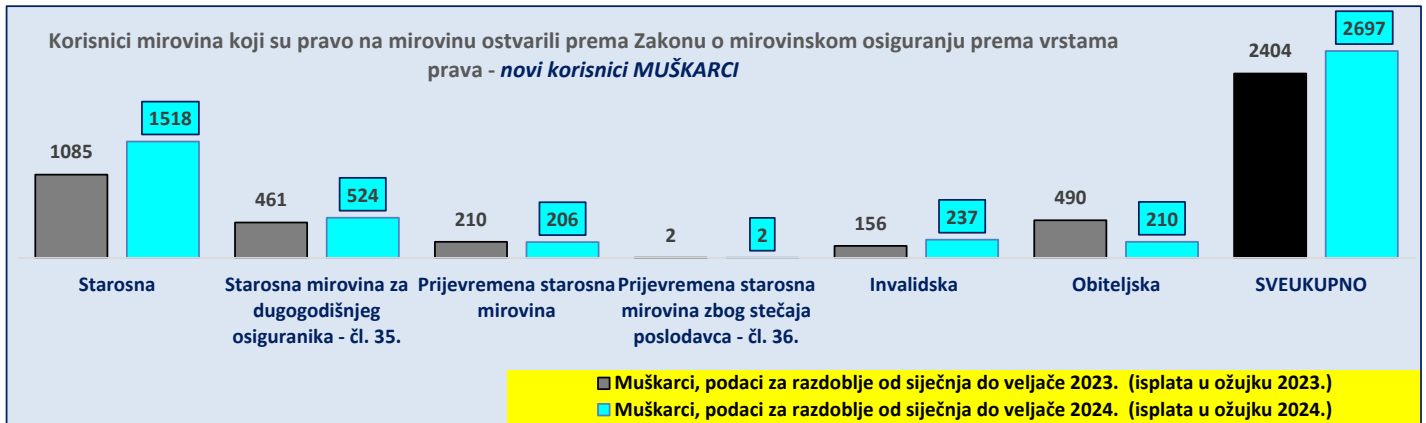 Korisnici mirovina koji su pravo na mirovinu ostvarili prema Zakonu o mirovinskom osiguranju prema vrstama
prava - novi korisnici MUŠKARCI
1085
1518
461
524
210
206
2
2
156
237
490
210
2404
2697
Starosna
Starosna mirovina za
dugogodišnjeg
osiguranika - čl. 35.
Prijevremena starosna
mirovina
Prijevremena starosna
mirovina zbog stečaja
poslodavca - čl. 36.
Invalidska
Obiteljska
SVEUKUPNO
Muškarci, podaci za razdoblje od siječnja do veljače 2023. (isplata u ožujku 2023.)
Muškarci, podaci za razdoblje od siječnja do veljače 2024. (isplata u ožujku 2024.)